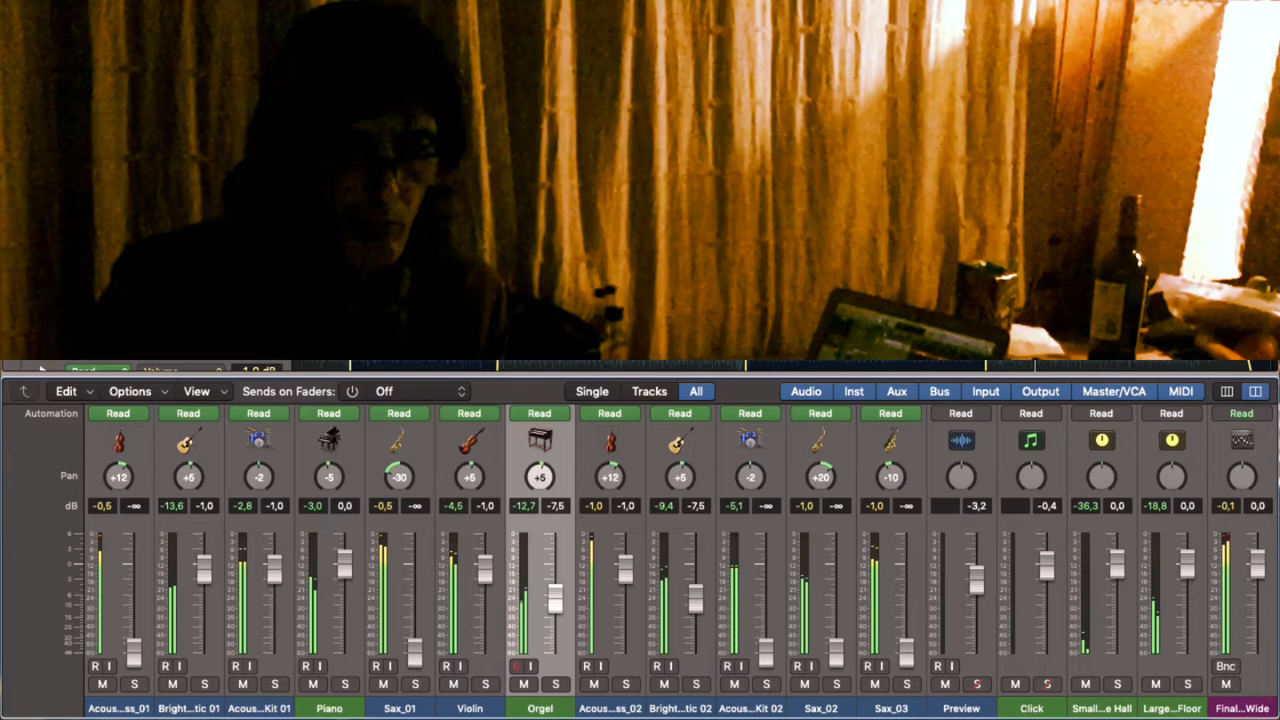 Read Volume 1,0 dB
Edit Options View Sends on Faders: Off Single Tracks All Audio Inst Aux Bus Input Output Master/VCA MIDI
Automation Read Read Read Read Read Read Read Read Read Read Read Read Read Read Read Read Read
Pan +12 +5 -2 -5 -30 +5 +5 +12 +5 -2 +20 -10
dB -0,5 -∞ -13,6 -1,0 -2,8 -1,0 -3,0 0,0 -0,5 -∞ -4,5 -1,0 -12,7 -7,5 -1,0 -1,0 -9,4 -7,5 -5,1 -∞ -1,0 -∞ -1,0 -∞ -3,2 -0,4 -36,3 0,0 -18,8 0,0 -0,1 0,0
R I R I R I R I R I R I R I R I R I R I R I R I R I Bnc
M S M S M S M S M S M S M S M S M S M S M S M S M S M S M S M S M
Acous...ss_01 Bright...tic 01 Acous...Kit 01 Piano Sax_01 Violin Orgel Acous...ss_02 Bright...tic 02 Acous...Kit 02 Sax_02 Sax_03 Preview Click Small...e Hall Large...Floor Final...Wide